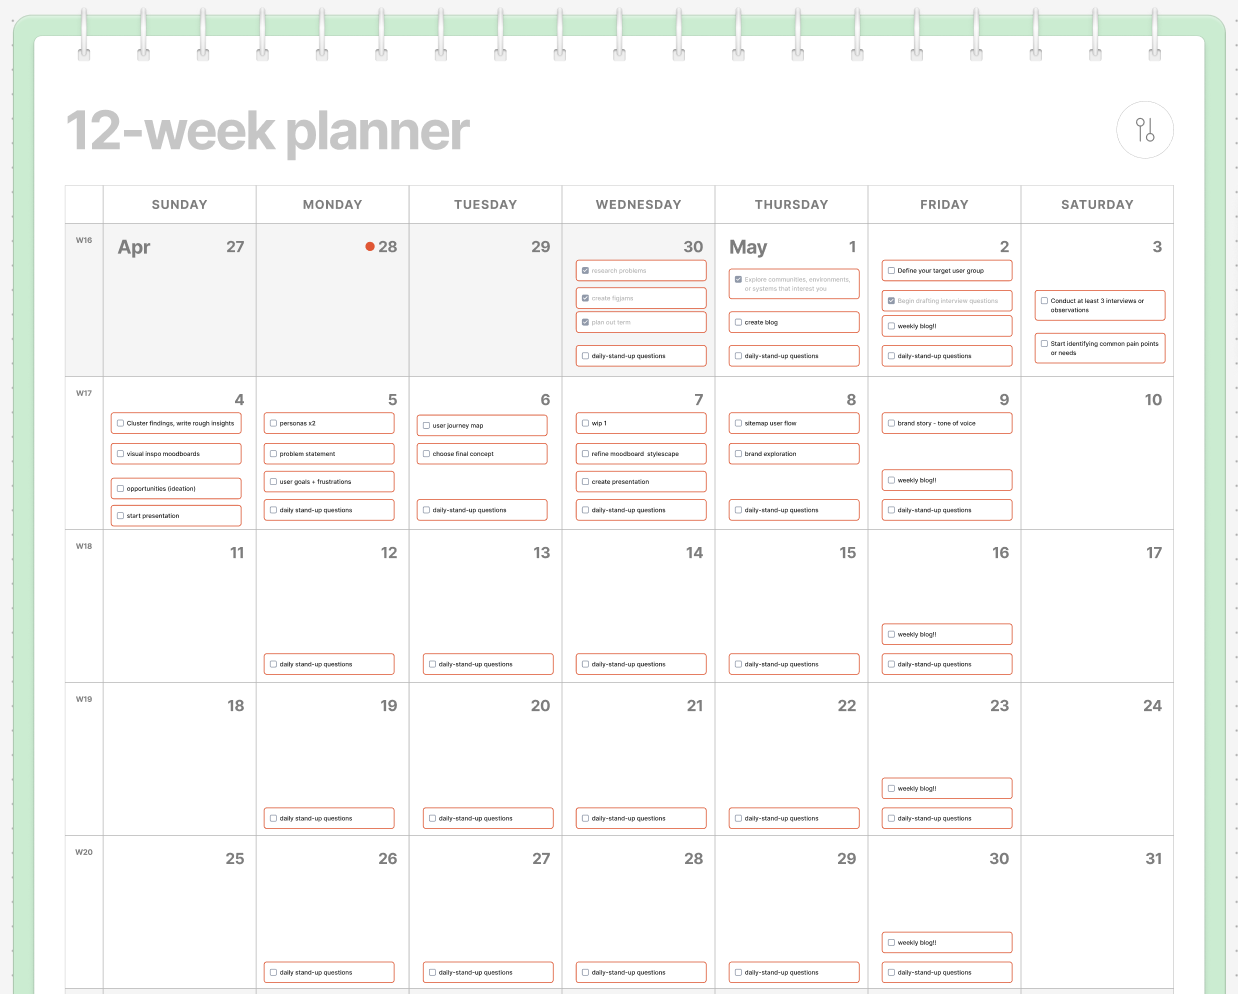 12-week planner
SUNDAY MONDAY TUESDAY WEDNESDAY THURSDAY FRIDAY SATURDAY
W16
Apr 27
28
29
30
research problems
create figjams
plan out term
daily-stand-up questions
May 1
Explore communities, environments,
or systems that interest you
create blog
daily-stand-up questions
2
Define your target user group
Begin drafting interview questions
weekly blog!!
daily-stand-up questions
3
Conduct at least 3 interviews or
observations
Start identifying common pain points
or needs
W17
4
Cluster findings, write rough insights
visual inspo moodboards
opportunities (ideation)
start presentation
5
personas x2
problem statement
user goals + frustrations
daily stand-up questions
6
user journey map
choose final concept
daily-stand-up questions
7
wip 1
refine moodboard stylescape
create presentation
daily-stand-up questions
8
sitemap user flow
brand exploration
daily-stand-up questions
9
brand story - tone of voice
weekly blog!!
daily-stand-up questions
10
W18
11
12
daily stand-up questions
13
daily-stand-up questions
14
daily-stand-up questions
15
daily-stand-up questions
16
weekly blog!!
daily-stand-up questions
17
W19
18
19
daily stand-up questions
20
daily-stand-up questions
21
daily-stand-up questions
22
daily-stand-up questions
23
weekly blog!!
daily-stand-up questions
24
W20
25
26
daily stand-up questions
27
daily-stand-up questions
28
daily-stand-up questions
29
daily-stand-up questions
30
weekly blog!!
daily-stand-up questions
31